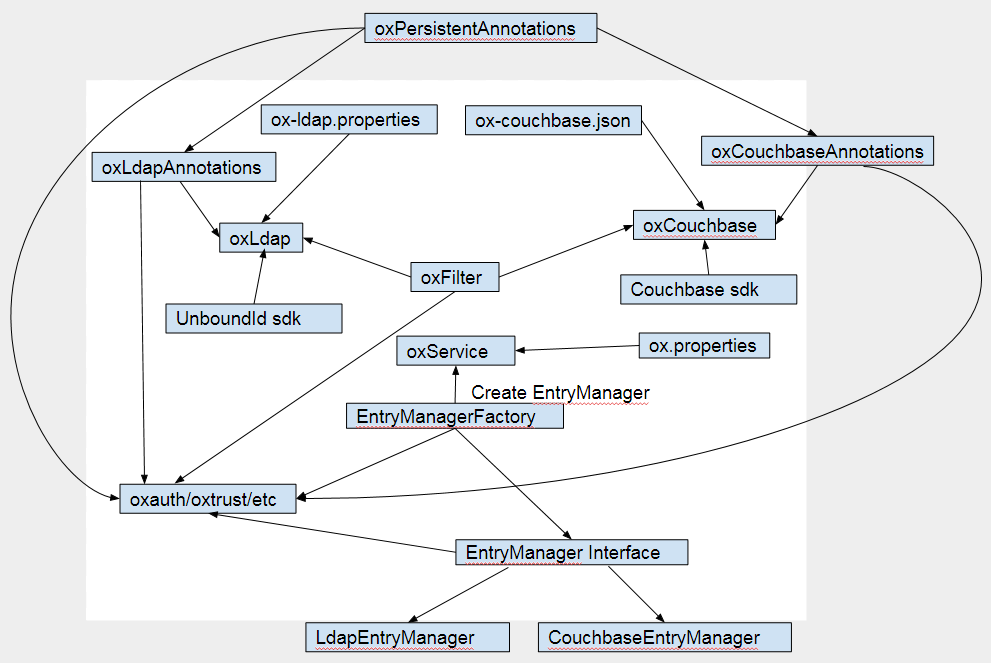 oxPersistentAnnotations
ox-ldap.properties
ox-couchbase.json
oxLdapAnnotations
oxCouchbaseAnnotations
oxLdap
oxCouchbase
oxFilter
Couchbase sdk
UnboundId sdk
oxService
ox.properties
Create EntryManager
EntryManagerFactory
oxauth/oxtrust/etc
EntryManager Interface
LdapEntryManager
CouchbaseEntryManager